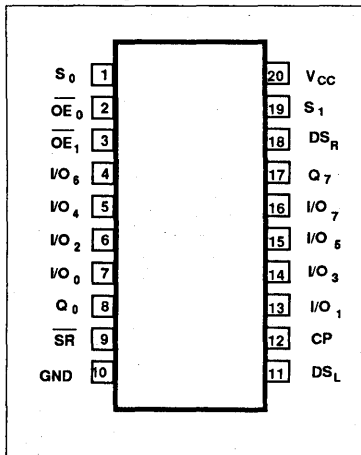 S0 1
OE0 2
OE1 3
I/O6 4
I/O4 5
I/O2 6
I/O0 7
Q0 8
SR 9
GND 10
20 VCC
19 S1
18 DSR
17 Q7
16 I/O7
15 I/O5
14 I/O3
13 I/O1
12 CP
11 DSL